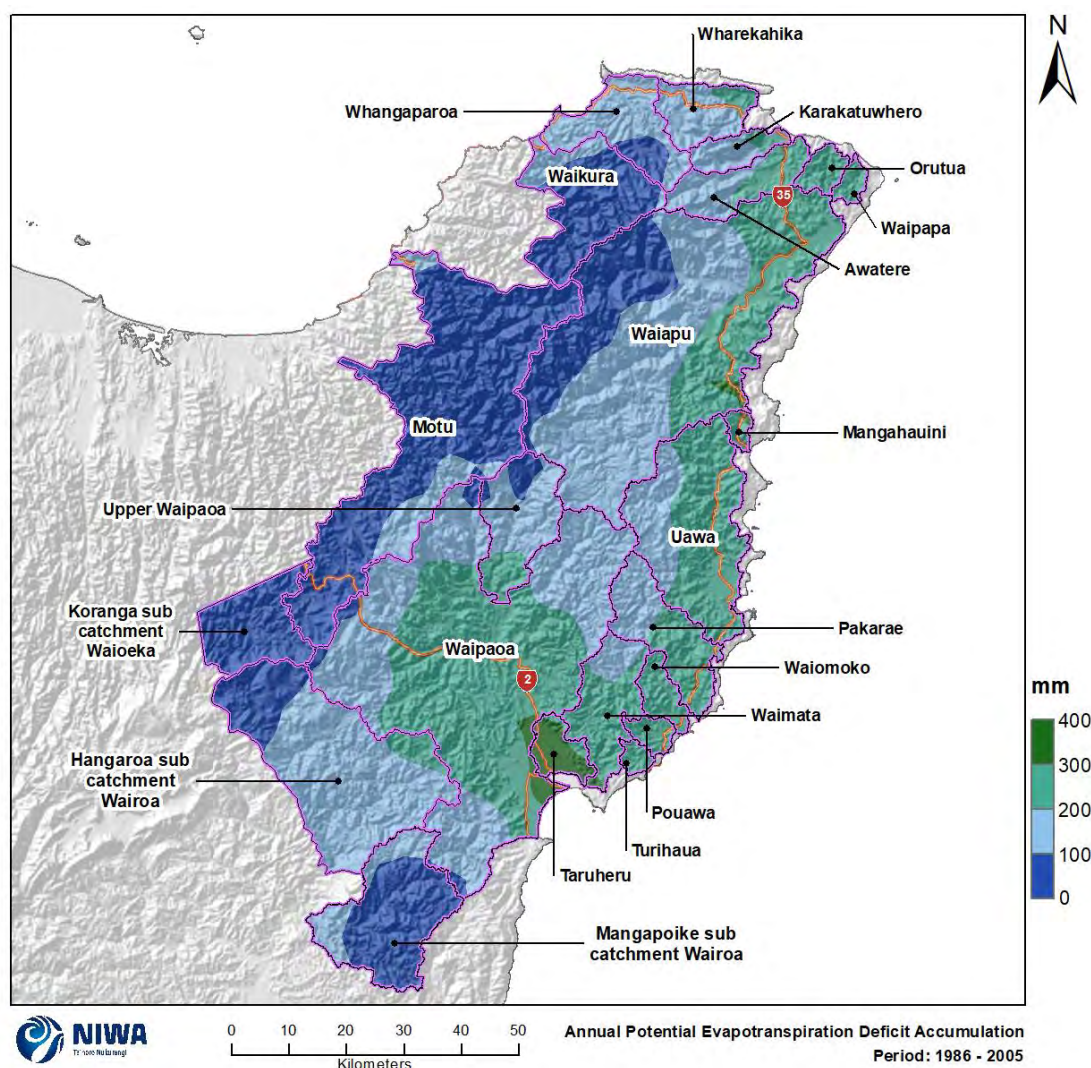 N
Wharekahika
Whangaparoa
Karakatuwhero
Waikura
Orutua
35
Waipapa
Awatere
Waiapu
Motu
Mangahauini
Upper Waipaoa
Uawa
Koranga sub
catchment
Waioeka
Pakarae
Waipaoa
Waiomoko
2
Waimata
Hangaroa sub
catchment
Wairoa
Pouawa
Turihaua
Taruheru
Mangapoike sub
catchment Wairoa
mm
400
300
200
100
0
NIWA
Taihoro Nukurangi
0 10 20 30 40 50
Kilometers
Annual Potential Evapotranspiration Deficit Accumulation
Period: 1986 - 2005